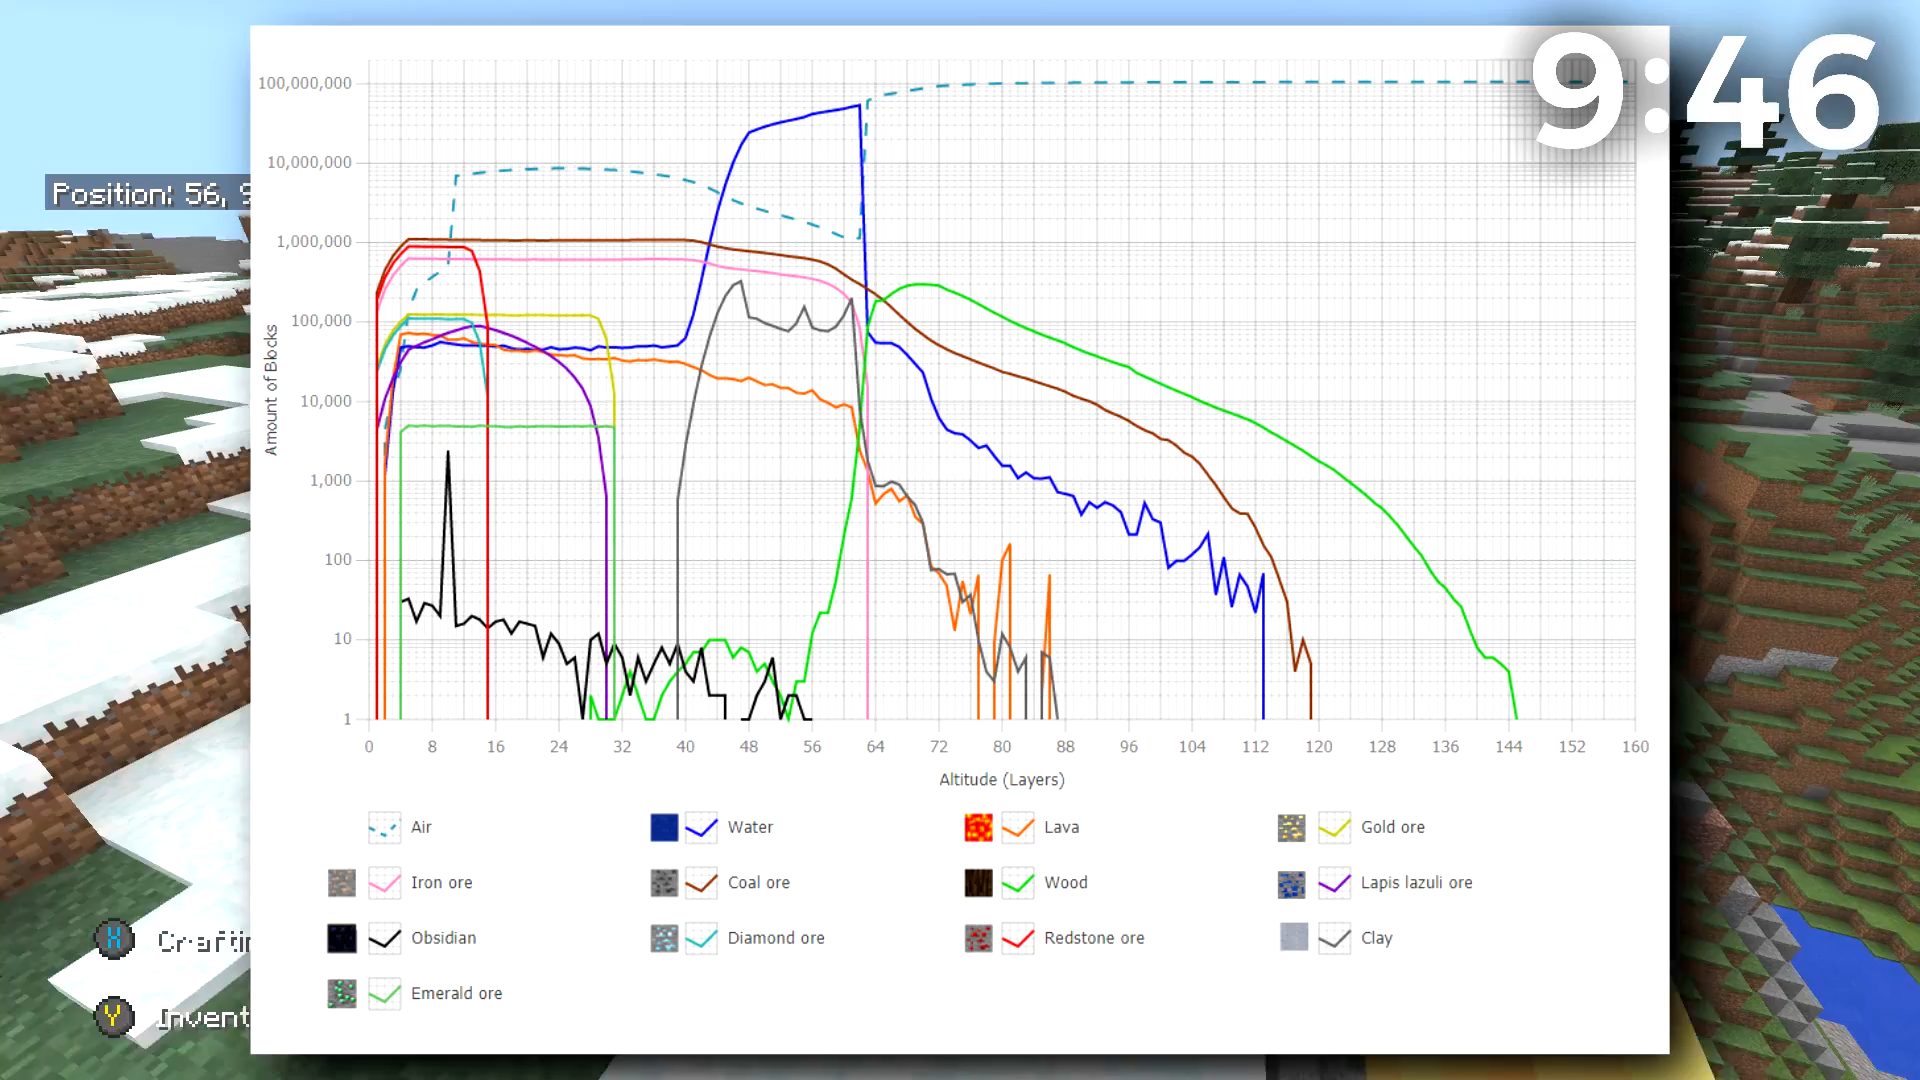 9:46
100,000,000
10,000,000
1,000,000
100,000
10,000
1,000
100
10
1
Amount of Blocks
0 8 16 24 32 40 48 56 64 72 80 88 96 104 112 120 128 136 144 152 160
Altitude (Layers)
Position: 56, 9
Air Water Lava Gold ore
Iron ore Coal ore Wood Lapis lazuli ore
Obsidian Diamond ore Redstone ore Clay
Emerald ore
X Craftin
Y Invent